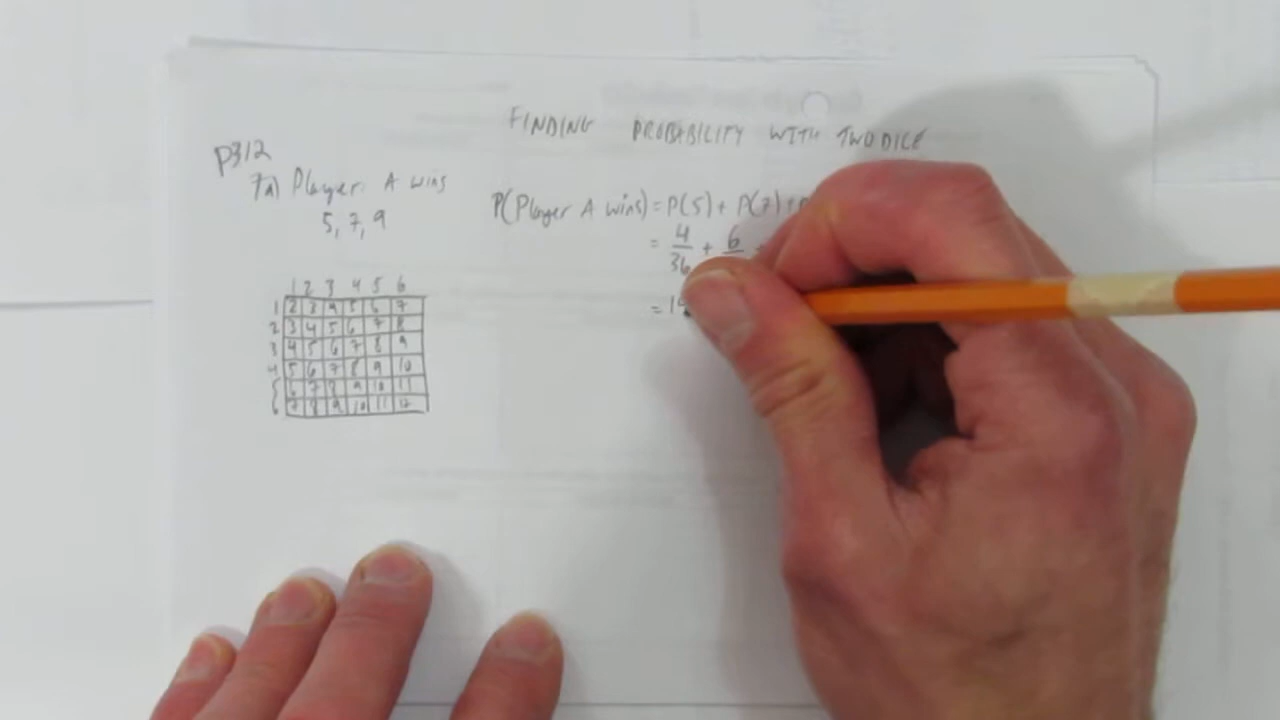 FINDING PROBABILITY WITH TWO DICE
p312
7a) Player A wins
5, 7, 9
P(Player A wins) = P(5) + P(7) +
= 4/36 + 6
= 1
1 2 3 4 5 6
1 2 3 4 5 6 7
2 3 4 5 6 7 8
3 4 5 6 7 8 9
4 5 6 7 8 9 10
5 6 7 8 9 10 11
6 7 8 9 10 11 12